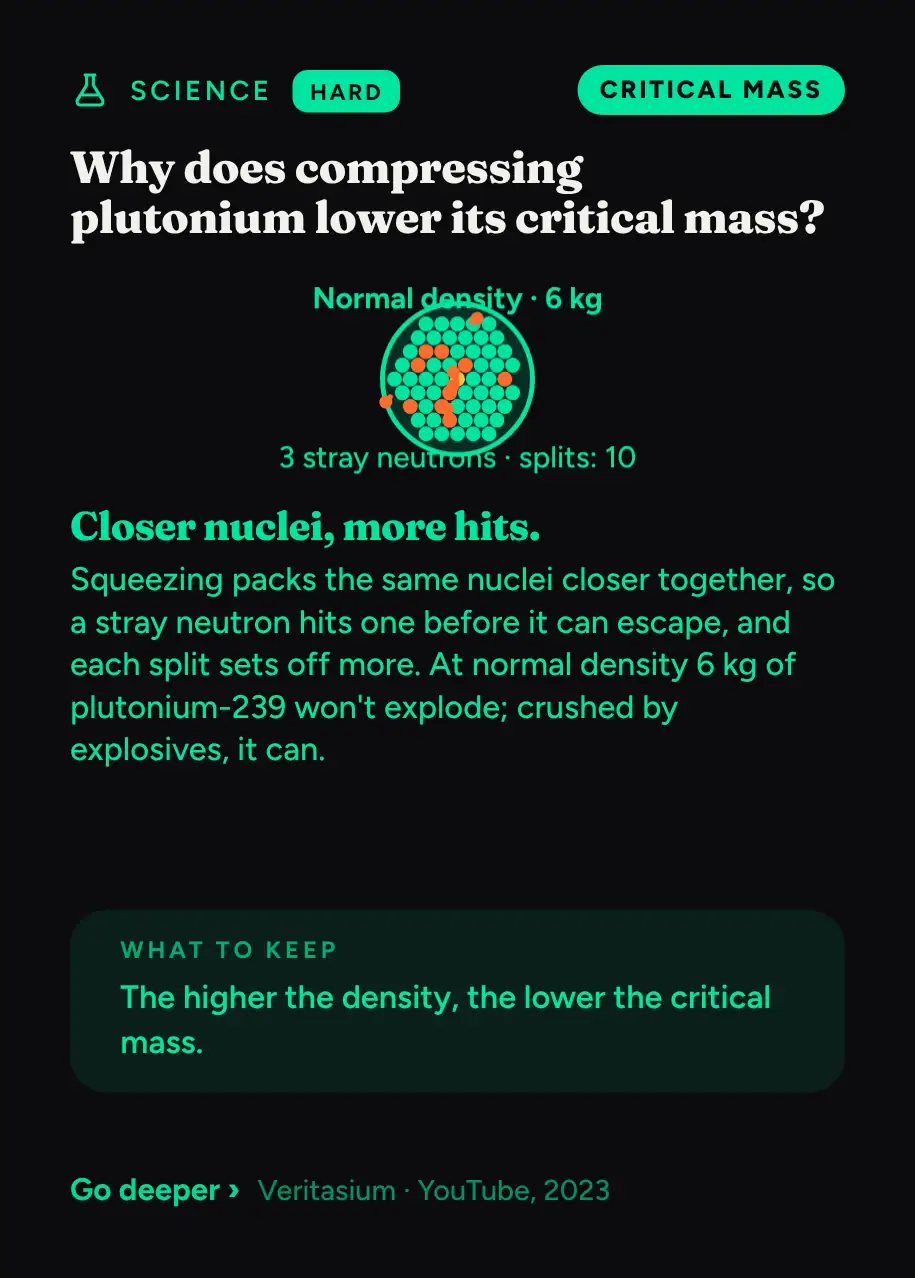 SCIENCE HARD CRITICAL MASS
Why does compressing
plutonium lower its critical mass?
Normal density · 6 kg
3 stray neutrons · splits: 10
Closer nuclei, more hits.
Squeezing packs the same nuclei closer together, so
a stray neutron hits one before it can escape, and
each split sets off more. At normal density 6 kg of
plutonium-239 won't explode; crushed by
explosives, it can.
WHAT TO KEEP
The higher the density, the lower the critical
mass.
Go deeper › Veritasium · YouTube, 2023